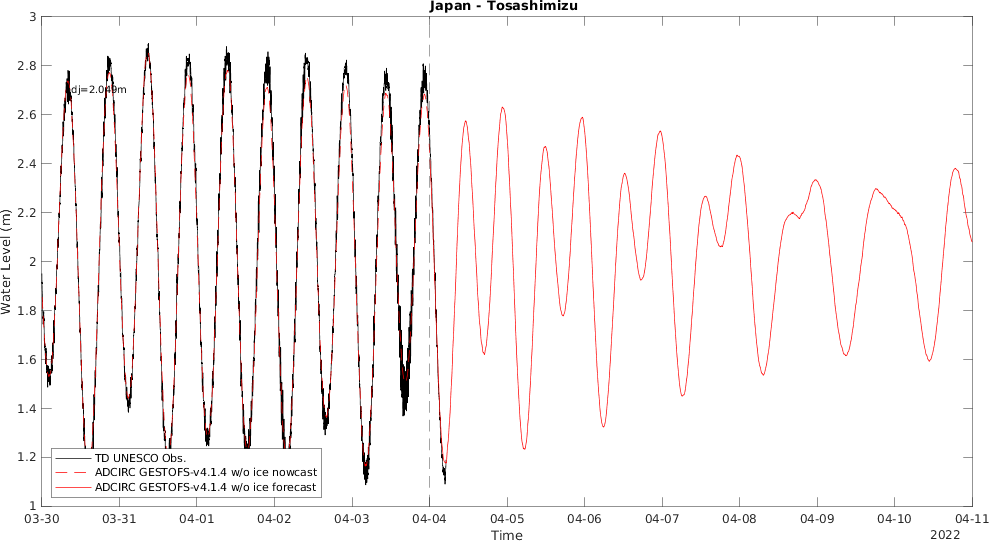 Japan - Tosashimizu
3
2.8
2.6
2.4
2.2
2
1.8
1.6
1.4
1.2
1
Water Level (m)
dj=2.049m
TD UNESCO Obs.
ADCIRC GESTOFS-v4.1.4 w/o ice nowcast
ADCIRC GESTOFS-v4.1.4 w/o ice forecast
03-30 03-31 04-01 04-02 04-03 04-04 04-05 04-06 04-07 04-08 04-09 04-10 04-11
Time
2022